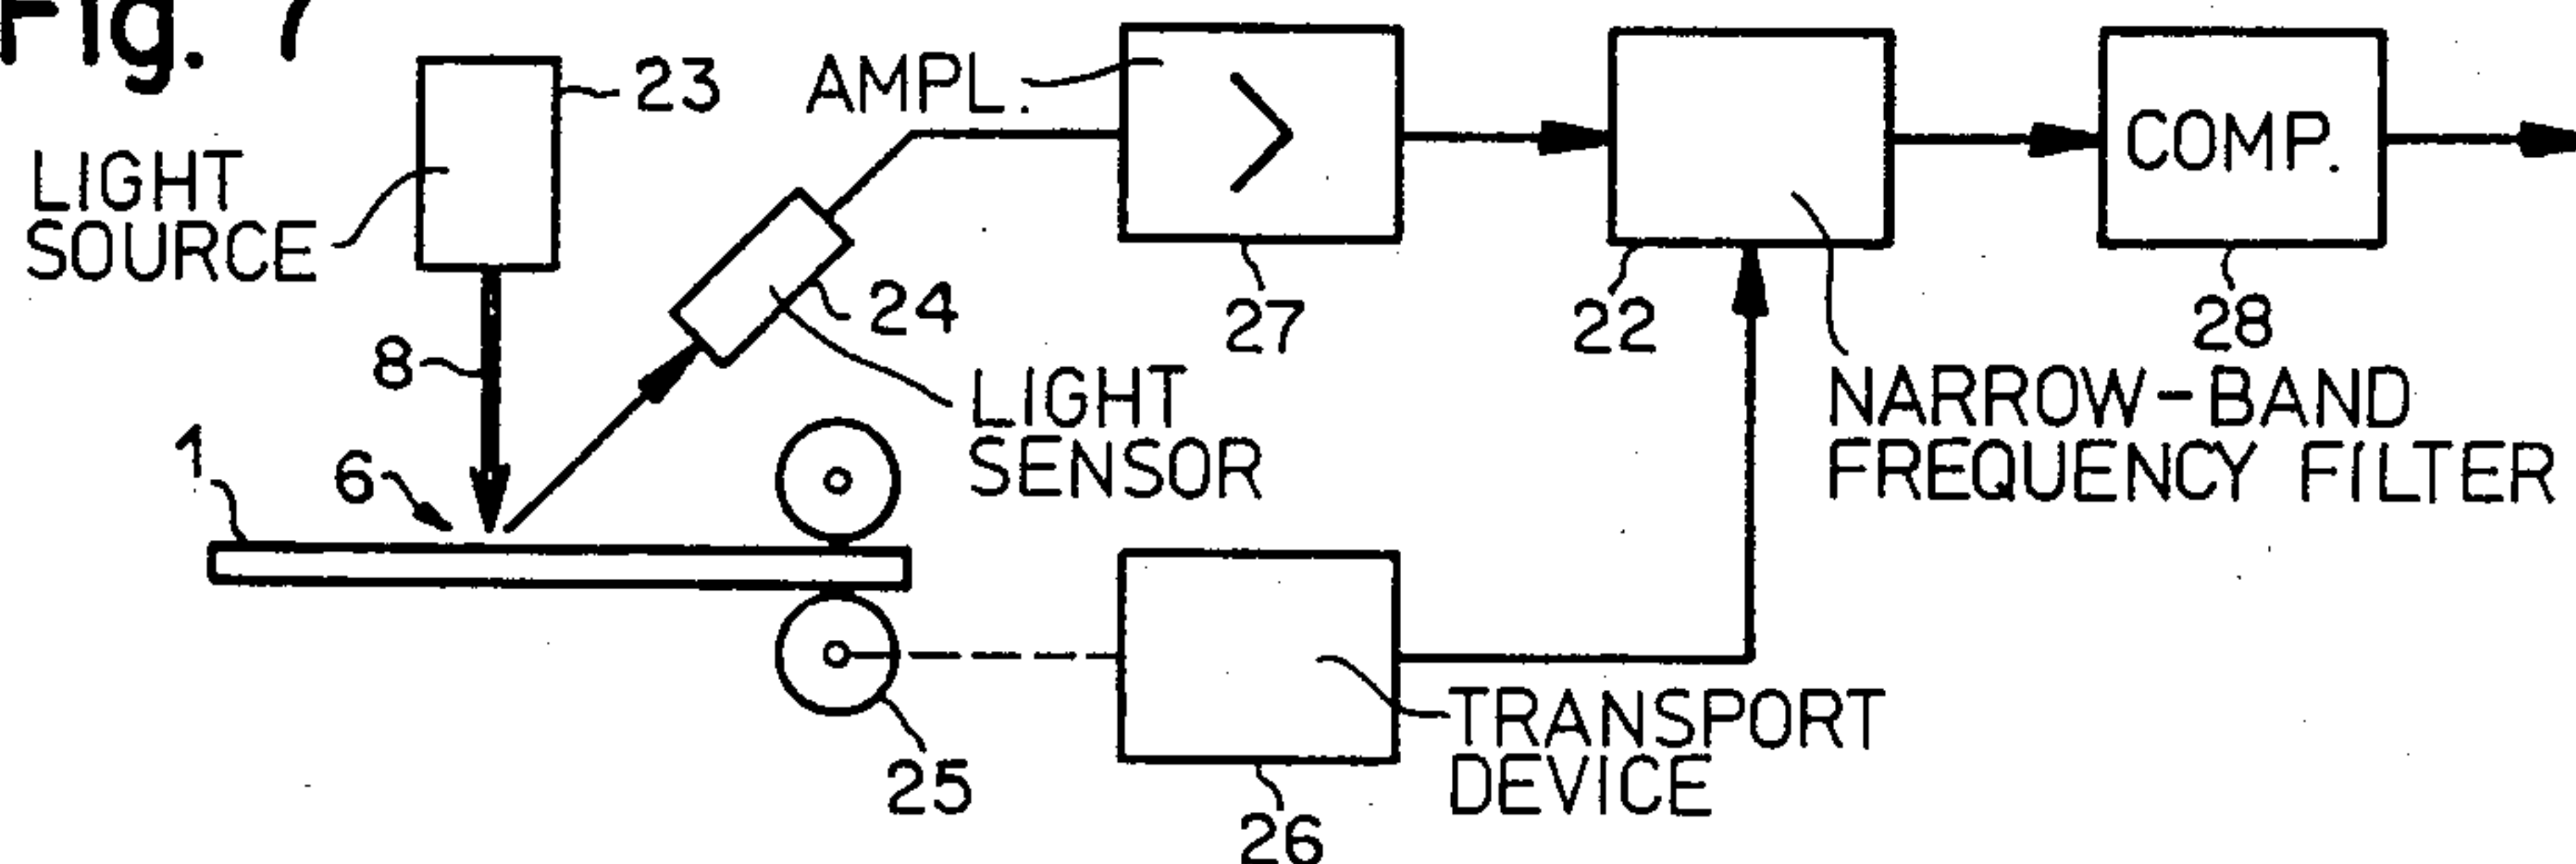 Fig. 7
23
AMPL.
LIGHT
SOURCE
COMP.
24
27
22
28
8
LIGHT
SENSOR
NARROW-BAND
FREQUENCY FILTER
1
6
TRANSPORT
DEVICE
25
26